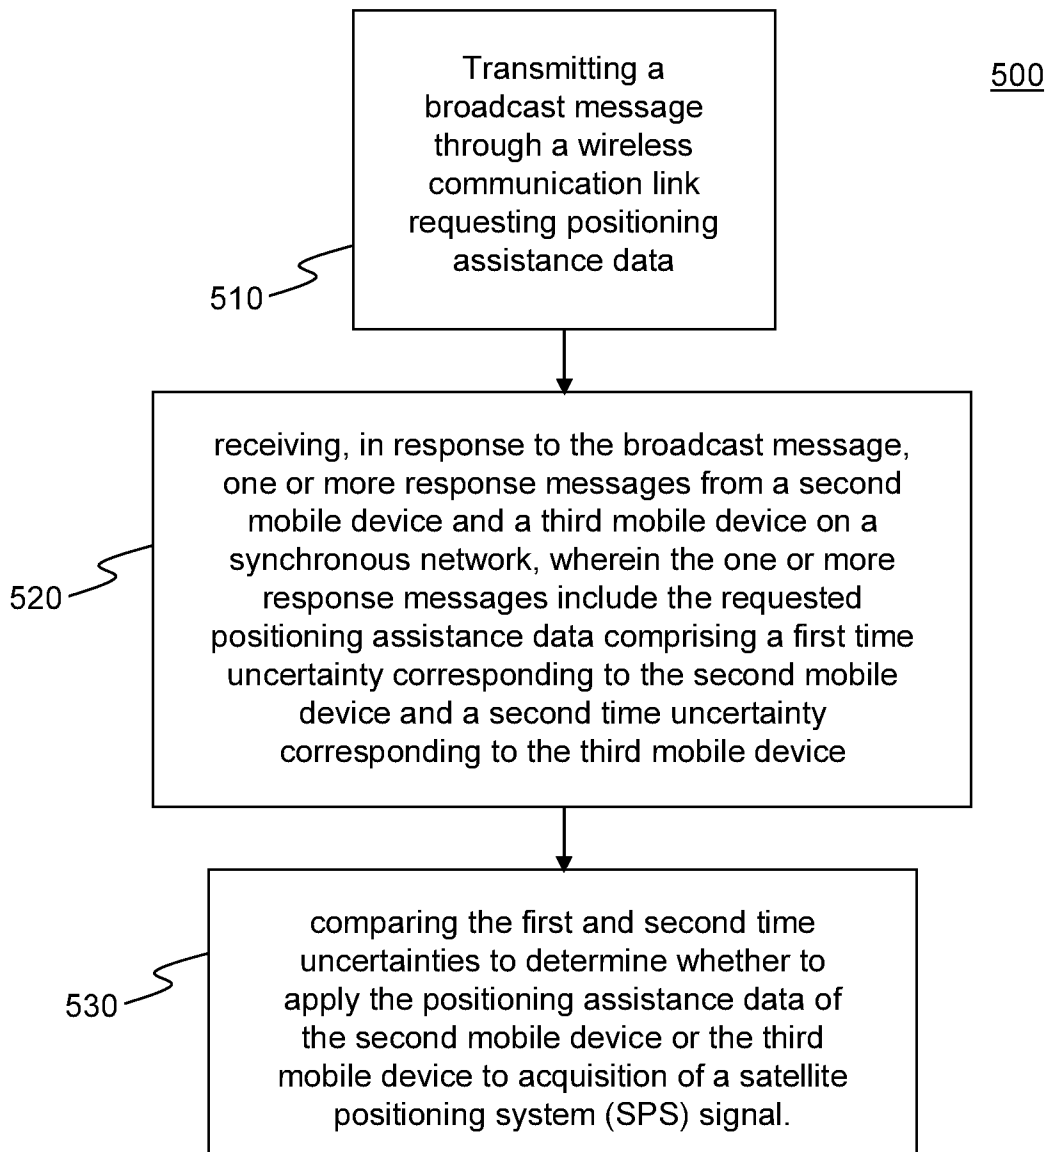 500
Transmitting a
broadcast message
through a wireless
communication link
requesting positioning
assistance data
510
receiving, in response to the broadcast message,
one or more response messages from a second
mobile device and a third mobile device on a
synchronous network, wherein the one or more
response messages include the requested
positioning assistance data comprising a first time
uncertainty corresponding to the second mobile
device and a second time uncertainty
corresponding to the third mobile device
520
comparing the first and second time
uncertainties to determine whether to
apply the positioning assistance data of
the second mobile device or the third
mobile device to acquisition of a satellite
positioning system (SPS) signal.
530